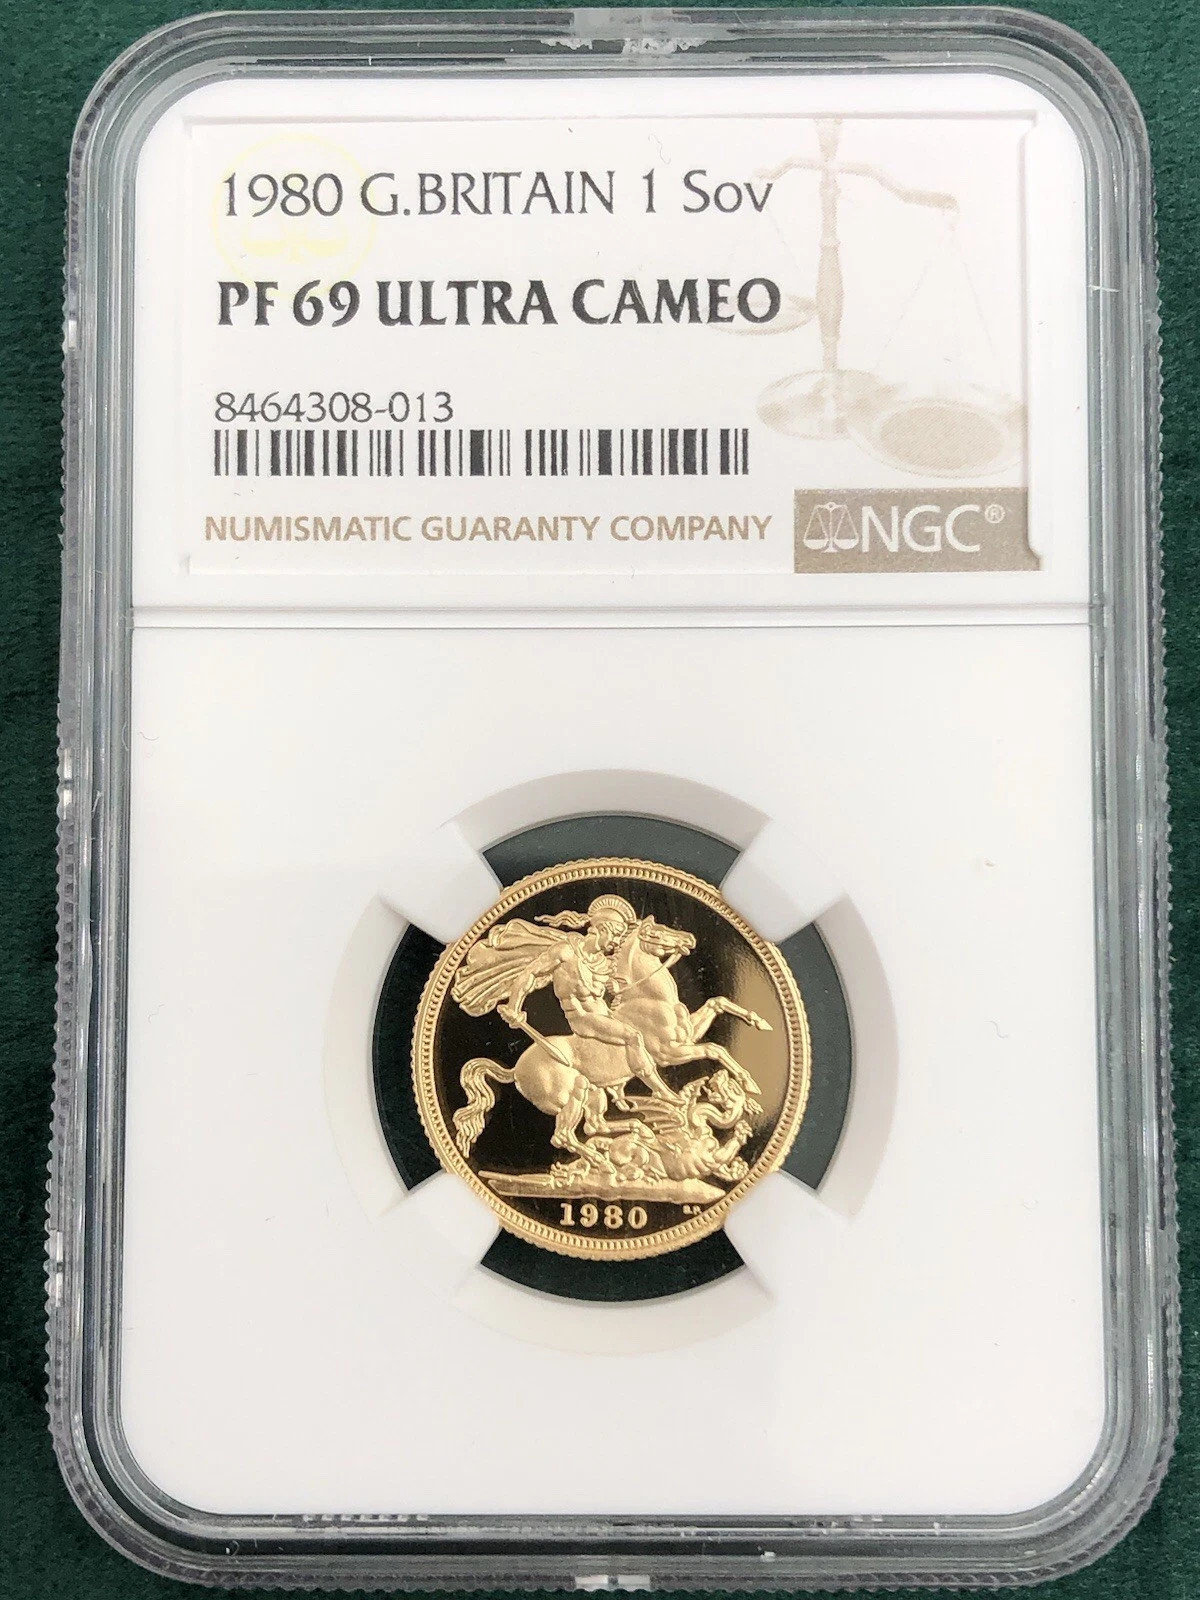 1980 G.BRITAIN 1 Sov
PF 69 ULTRA CAMEO
8464308-013
NUMISMATIC GUARANTY COMPANY
NGC®
1980
B.P.